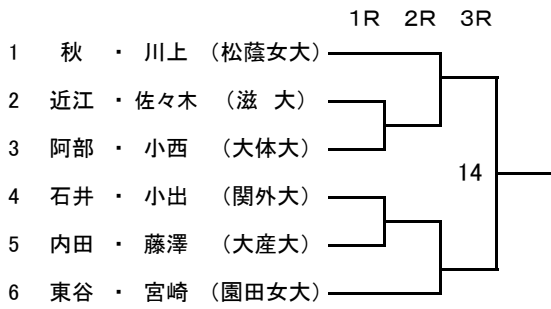 1R 2R 3R
1 秋 ・ 川上 （松蔭女大）
2 近江 ・ 佐々木 （滋 大）
3 阿部 ・ 小西 （大体大）
14
4 石井 ・ 小出 （関外大）
5 内田 ・ 藤澤 （大産大）
6 東谷 ・ 宮崎 （園田女大）